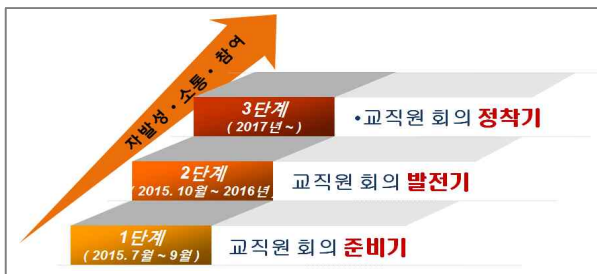 자발성·소통·참여
3단계
( 2017년 ~ )
•교직원 회의 정착기
2단계
( 2015. 10월 ~ 2016년 )
교직원 회의 발전기
1단계
( 2015. 7월 ~ 9월 )
교직원 회의 준비기